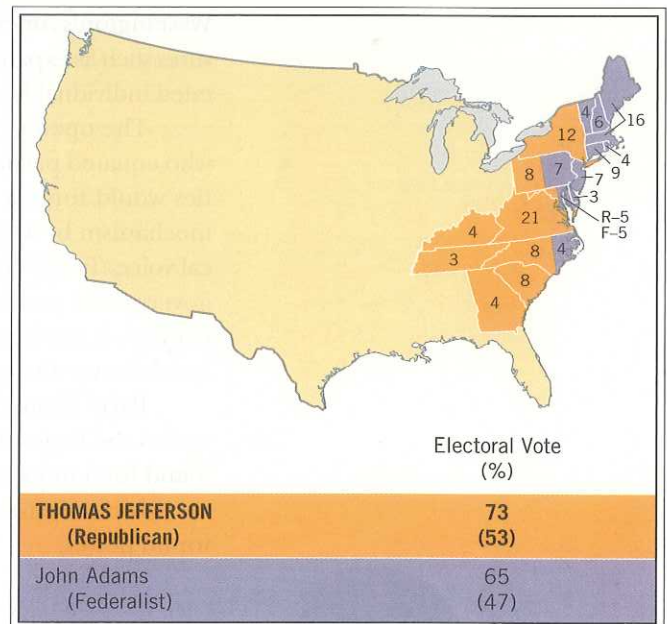 4
6
16
12
4
9
8
7
7
3
R–5
F–5
21
4
8
4
3
8
4
Electoral Vote
(%)
THOMAS JEFFERSON 73
(Republican) (53)
John Adams 65
(Federalist) (47)